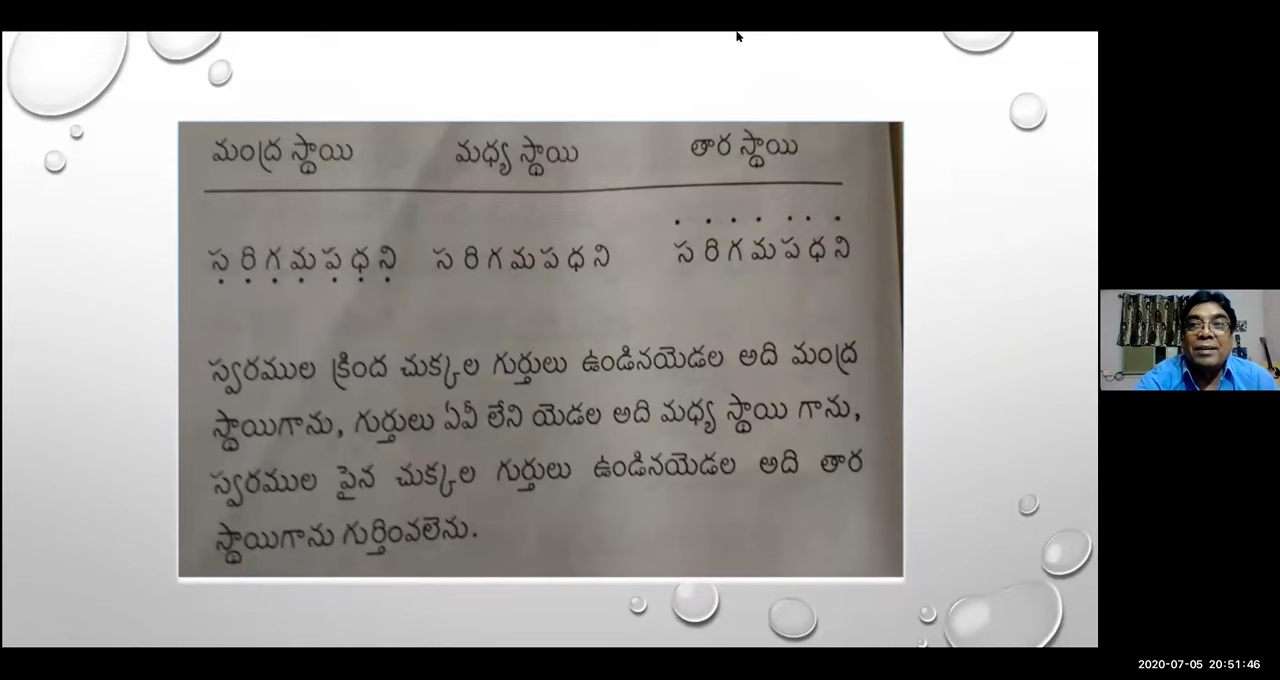 మంద్ర స్థాయి మధ్య స్థాయి తార స్థాయి
. . . . . . .
స రి గ మ ప ధ ని స రి గ మ ప ధ ని స రి గ మ ప ధ ని
. . . . . . .
స్వరముల క్రింద చుక్కల గుర్తులు ఉండినయెడల అది మంద్ర
స్థాయిగాను, గుర్తులు ఏవీ లేని యెడల అది మధ్య స్థాయి గాను,
స్వరముల పైన చుక్కల గుర్తులు ఉండినయెడల అది తార
స్థాయిగాను గుర్తింవలెను.
2020-07-05 20:51:46